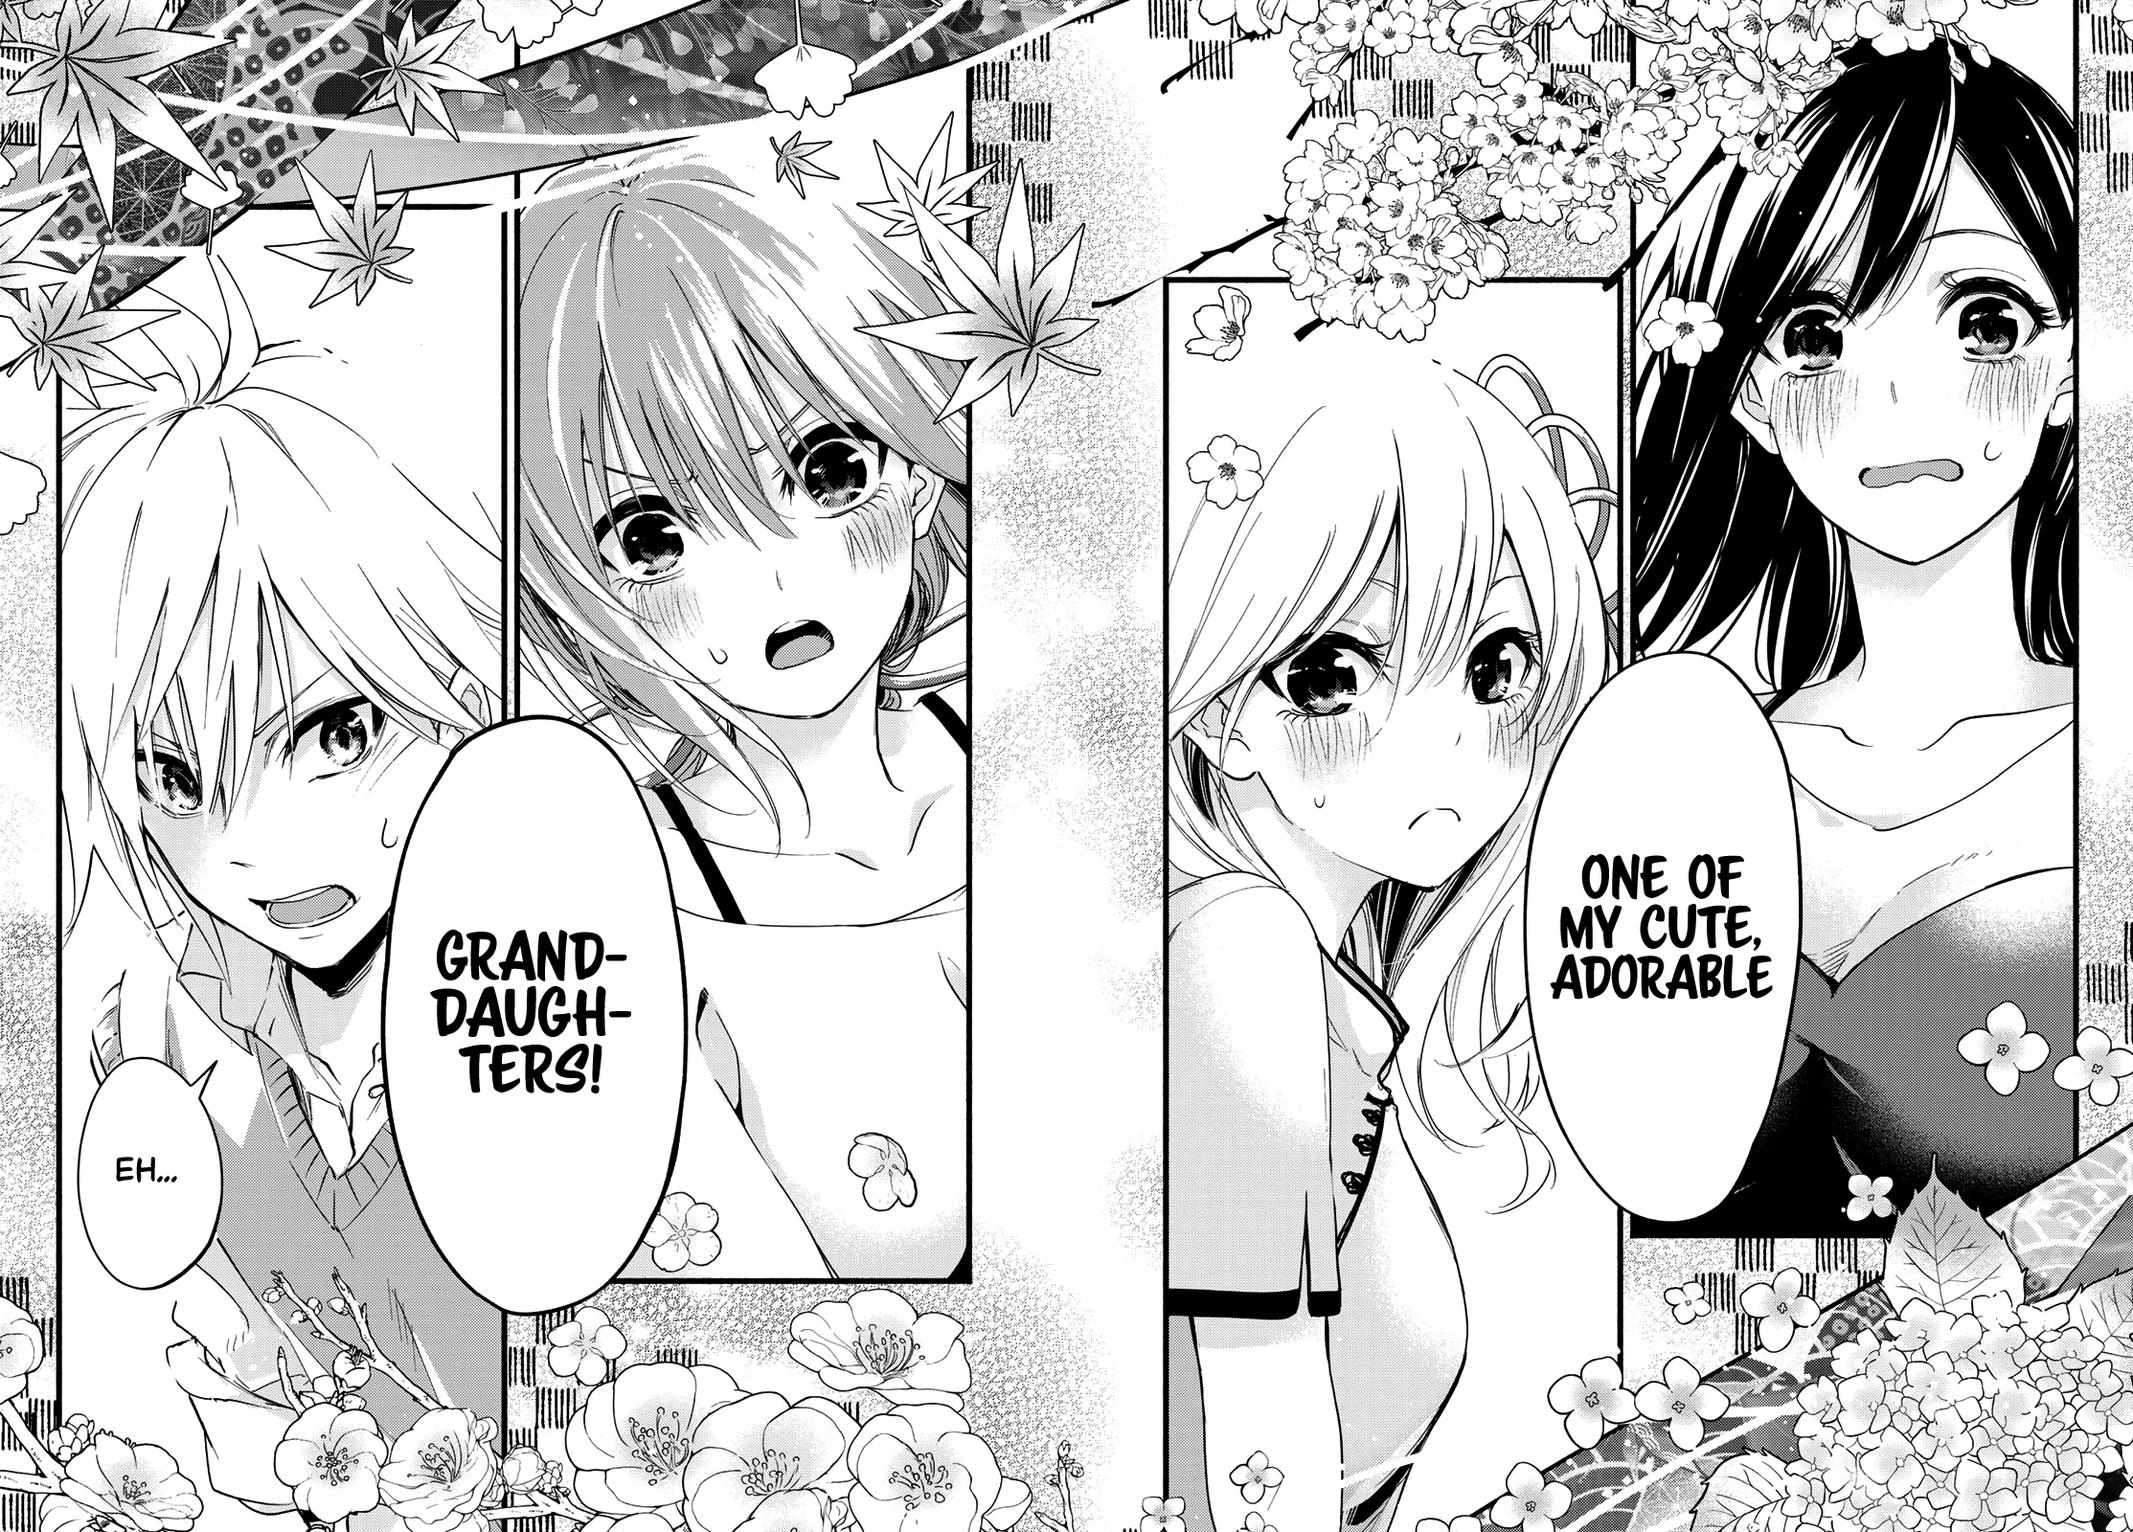 ONE OF
MY CUTE,
ADORABLE
GRAND-
DAUGH-
TERS!
EH...